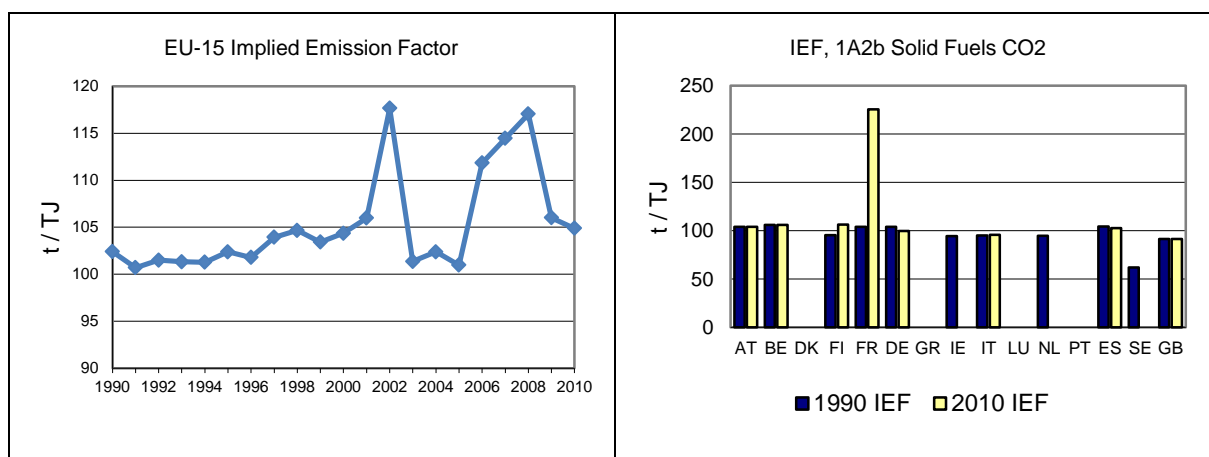 EU-15 Implied Emission Factor
120
115
110
105
100
95
90
t / TJ
1990 1992 1994 1996 1998 2000 2002 2004 2006 2008 2010
IEF, 1A2b Solid Fuels CO2
250
200
150
100
50
0
t / TJ
AT BE DK FI FR DE GR IE IT LU NL PT ES SE GB
1990 IEF 2010 IEF